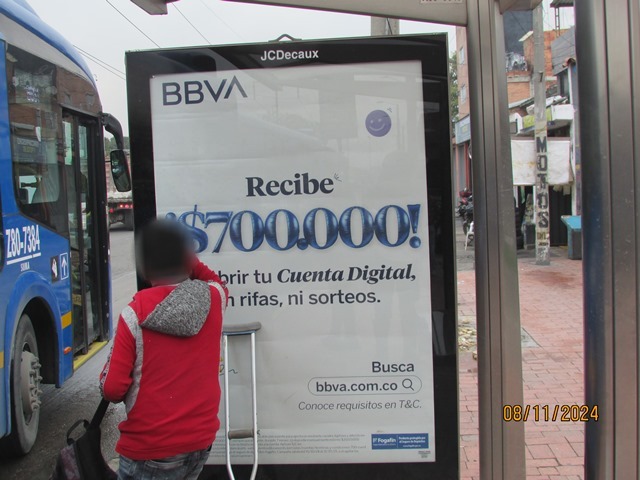 JCDecaux
BBVA
Recibe
$700.000!
brir tu Cuenta Digital,
n rifas, ni sorteos.
Busca
bbva.com.co
Conoce requisitos en T&C.
Fogafín
Z80-7384
MOTOS
08/11/2024